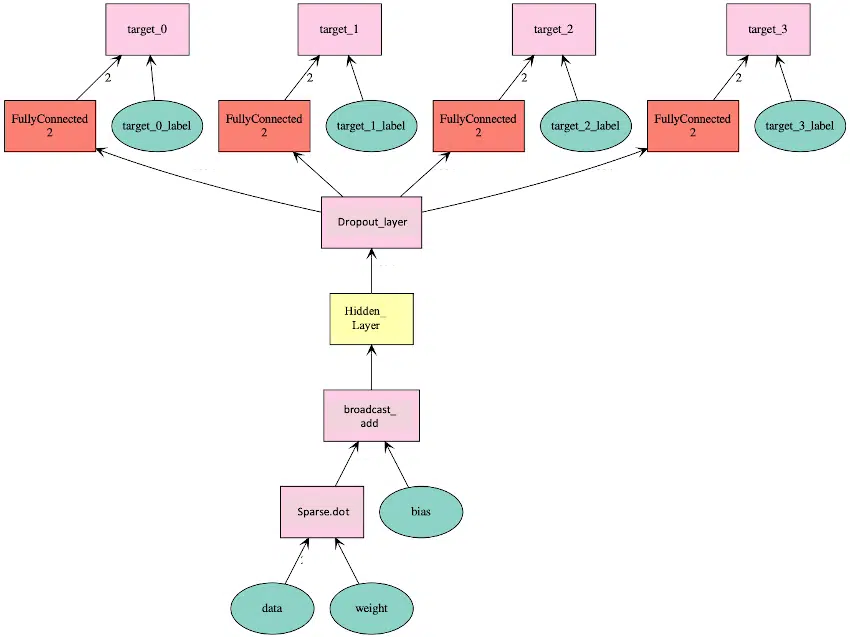 target_0
target_1
target_2
target_3
2
2
2
2
FullyConnected
2
target_0_label
FullyConnected
2
target_1_label
FullyConnected
2
target_2_label
FullyConnected
2
target_3_label
Dropout_layer
Hidden_
Layer
broadcast_
add
Sparse.dot
bias
data
weight